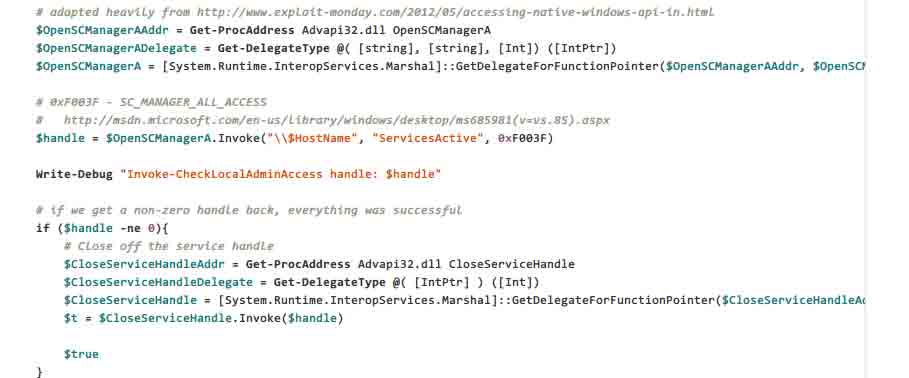 # adapted heavily from http://www.exploit-monday.com/2012/05/accessing-native-windows-api-in.html
$OpenSCManagerAAddr = Get-ProcAddress Advapi32.dll OpenSCManagerA
$OpenSCManagerADelegate = Get-DelegateType @( [string], [string], [Int]) ([IntPtr])
$OpenSCManagerA = [System.Runtime.InteropServices.Marshal]::GetDelegateForFunctionPointer($OpenSCManagerAAddr, $OpenSCM
# 0xF003F - SC_MANAGER_ALL_ACCESS
#   http://msdn.microsoft.com/en-us/library/windows/desktop/ms685981(v=vs.85).aspx
$handle = $OpenSCManagerA.Invoke("\\$HostName", "ServicesActive", 0xF003F)
Write-Debug "Invoke-CheckLocalAdminAccess handle: $handle"
# if we get a non-zero handle back, everything was successful
if ($handle -ne 0){
# Close off the service handle
$CloseServiceHandleAddr = Get-ProcAddress Advapi32.dll CloseServiceHandle
$CloseServiceHandleDelegate = Get-DelegateType @( [IntPtr] ) ([Int])
$CloseServiceHandle = [System.Runtime.InteropServices.Marshal]::GetDelegateForFunctionPointer($CloseServiceHandleAd
$t = $CloseServiceHandle.Invoke($handle)
$true
}